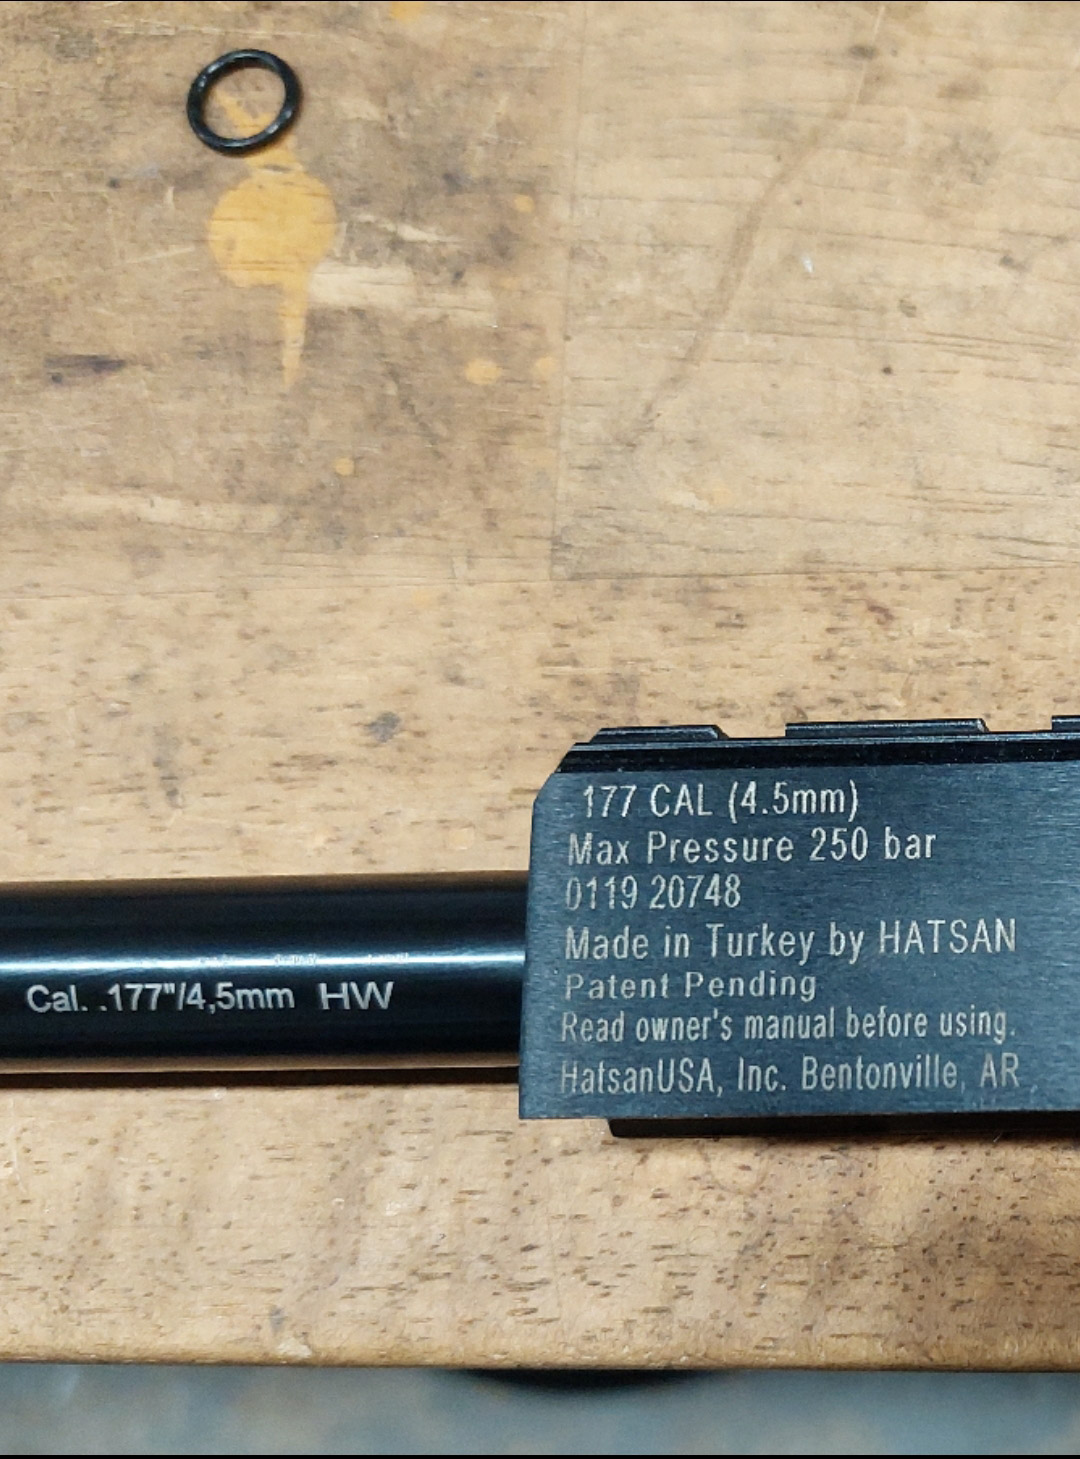 177 CAL (4.5mm)
Max Pressure 250 bar
0119 20748
Made in Turkey by HATSAN
Patent Pending
Read owner's manual before using.
HatsanUSA, Inc. Bentonville, AR
Cal. .177"/4,5mm HW